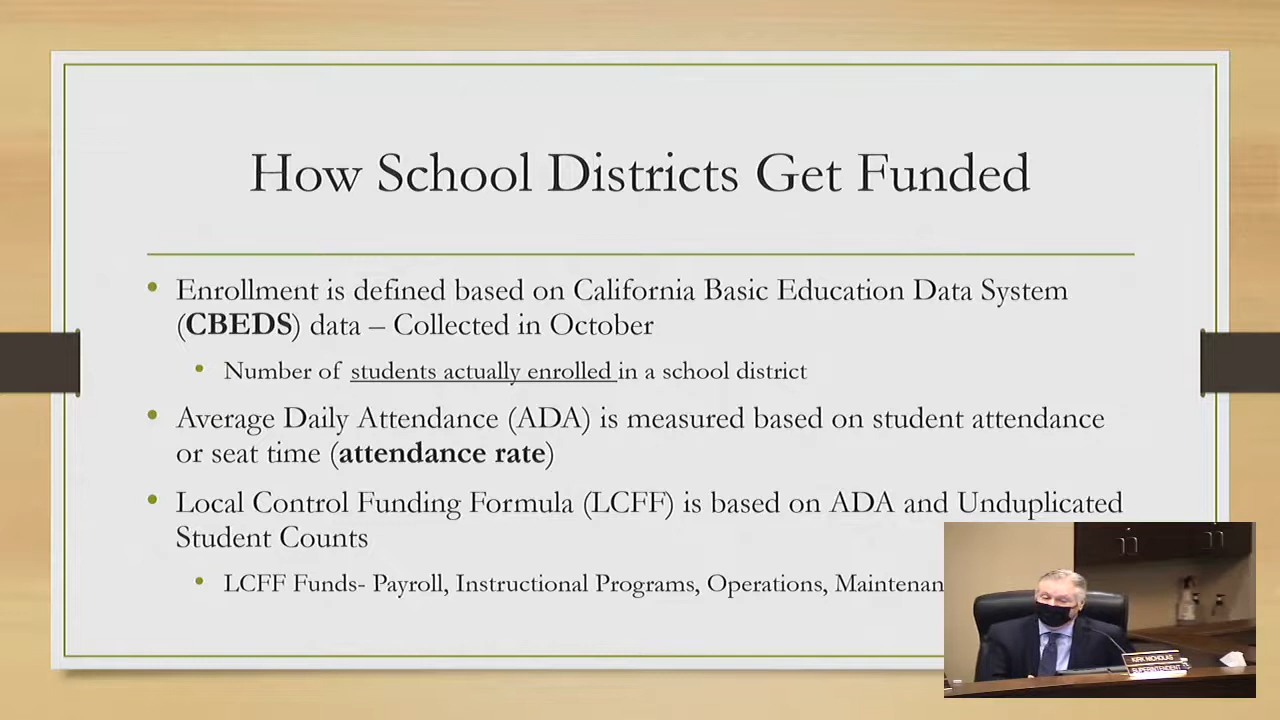 How School Districts Get Funded
• Enrollment is defined based on California Basic Education Data System
(CBEDS) data – Collected in October
• Number of students actually enrolled in a school district
• Average Daily Attendance (ADA) is measured based on student attendance
or seat time (attendance rate)
• Local Control Funding Formula (LCFF) is based on ADA and Unduplicated
Student Counts
• LCFF Funds- Payroll, Instructional Programs, Operations, Maintenan
KIRK NICHOLAS
SUPERINTENDENT